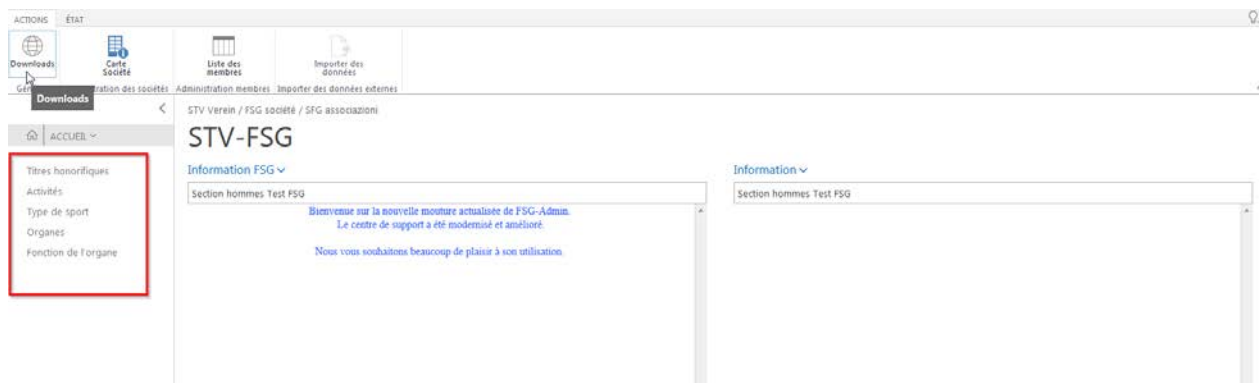 ACTIONS ÉTAT
Downloads Carte Société Liste des membres Importer des données
ration des sociétés Administration membres Importer des données externes
Downloads
STV Verein / FSG société / SFG associazioni
ACCUEIL
STV-FSG
Titres honorifiques
Activités
Type de sport
Organes
Fonction de l'organe
Information FSG
Section hommes Test FSG
Bienvenue sur la nouvelle mouture actualisée de FSG-Admin.
Le centre de support a été modernisé et amélioré.
Nous vous souhaitons beaucoup de plaisir à son utilisation.
Information
Section hommes Test FSG